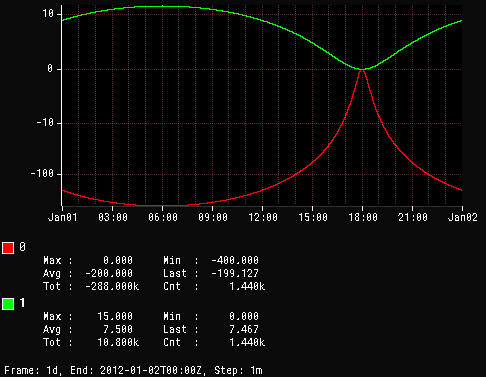 10
0
-10
-100
Jan01 03:00 06:00 09:00 12:00 15:00 18:00 21:00 Jan02
0
Max : 0.000 Min : -400.000
Avg : -200.000 Last : -199.127
Tot : -288.000k Cnt : 1.440k
1
Max : 15.000 Min : 0.000
Avg : 7.500 Last : 7.467
Tot : 10.800k Cnt : 1.440k
Frame: 1d, End: 2012-01-02T00:00Z, Step: 1m